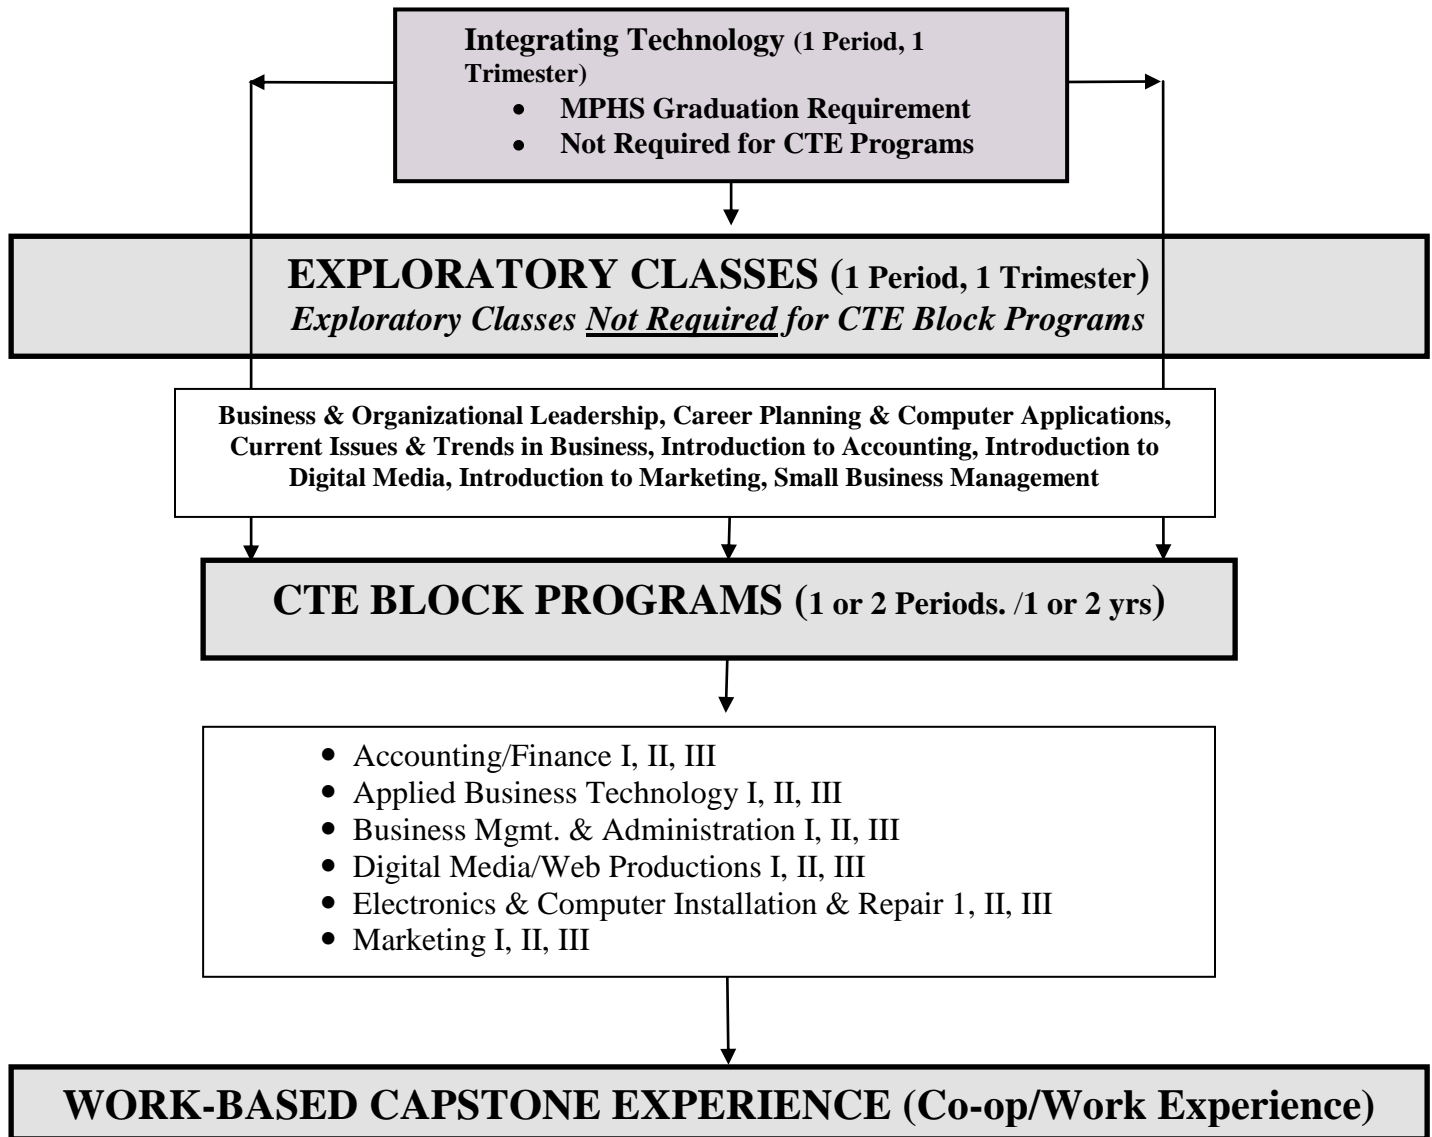 Integrating Technology (1 Period, 1
Trimester)
• MPHS Graduation Requirement
• Not Required for CTE Programs
EXPLORATORY CLASSES (1 Period, 1 Trimester)
Exploratory Classes Not Required for CTE Block Programs
Business & Organizational Leadership, Career Planning & Computer Applications,
Current Issues & Trends in Business, Introduction to Accounting, Introduction to
Digital Media, Introduction to Marketing, Small Business Management
CTE BLOCK PROGRAMS (1 or 2 Periods. /1 or 2 yrs)
• Accounting/Finance I, II, III
• Applied Business Technology I, II, III
• Business Mgmt. & Administration I, II, III
• Digital Media/Web Productions I, II, III
• Electronics & Computer Installation & Repair 1, II, III
• Marketing I, II, III
WORK-BASED CAPSTONE EXPERIENCE (Co-op/Work Experience)